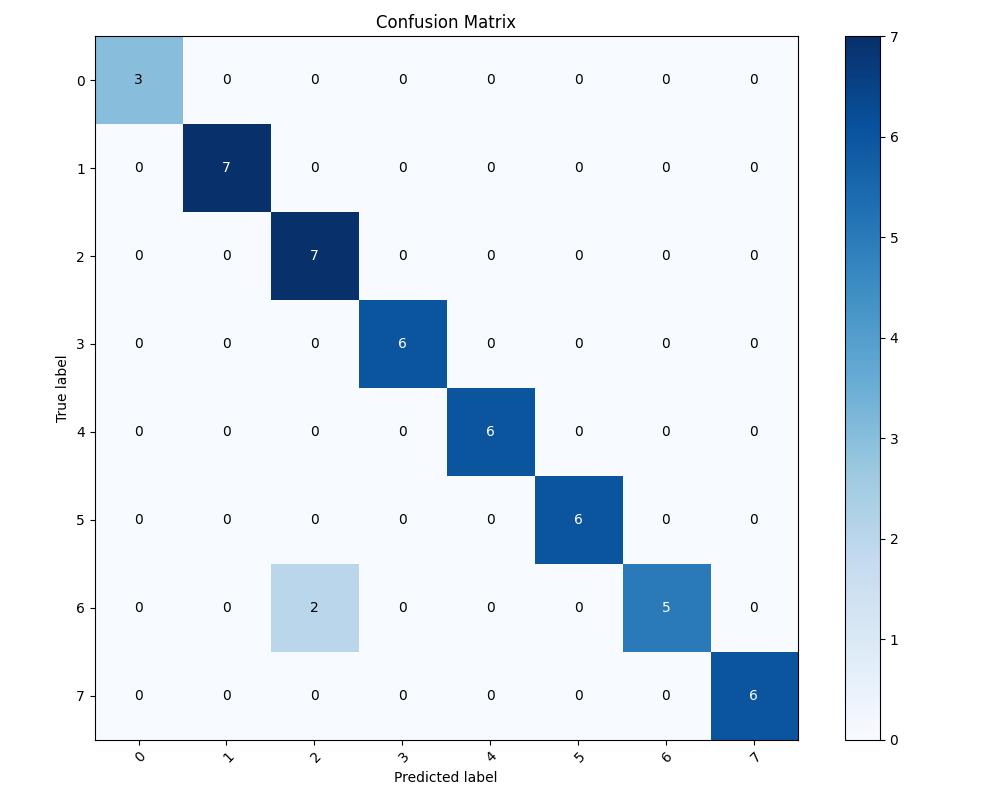 Confusion Matrix
True label
0 3 0 0 0 0 0 0 0
1 0 7 0 0 0 0 0 0
2 0 0 7 0 0 0 0 0
3 0 0 0 6 0 0 0 0
4 0 0 0 0 6 0 0 0
5 0 0 0 0 0 6 0 0
6 0 0 2 0 0 0 5 0
7 0 0 0 0 0 0 0 6
0 1 2 3 4 5 6 7
Predicted label
7
6
5
4
3
2
1
0